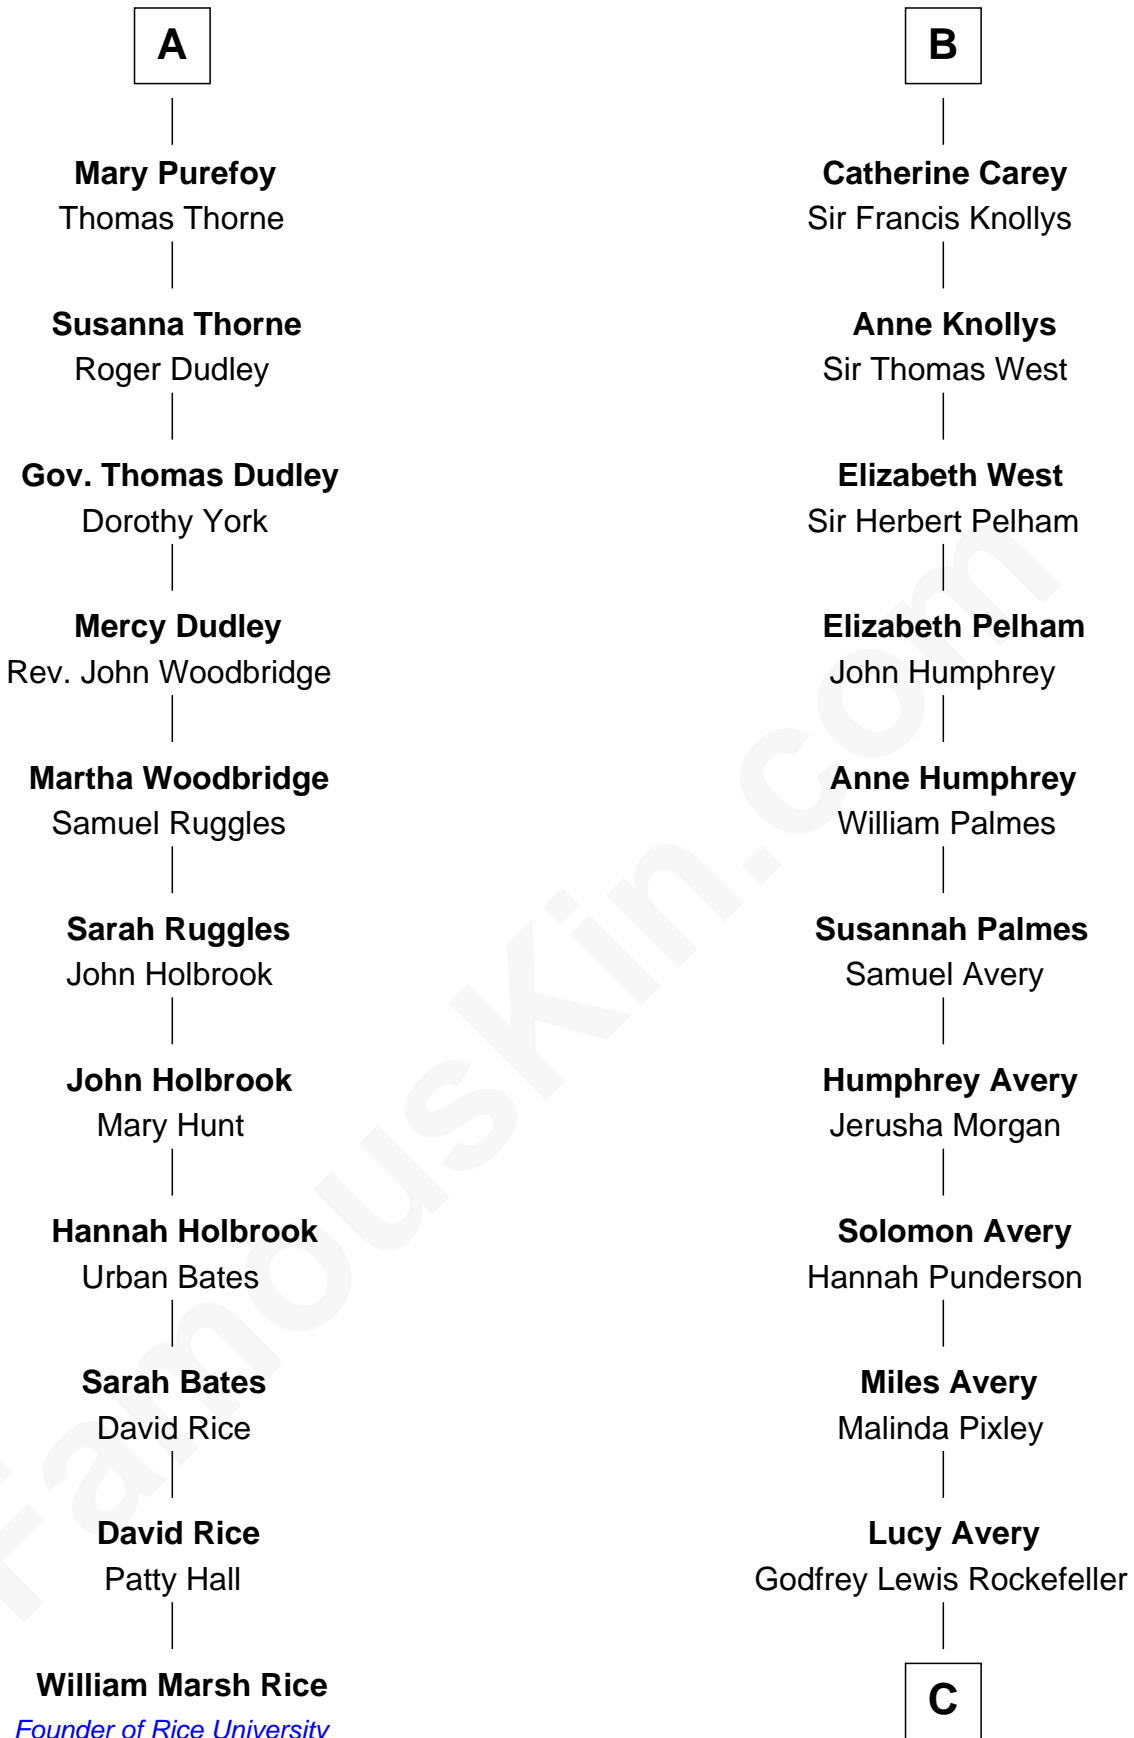 A
Mary Purefoy
Thomas Thorne
Susanna Thorne
Roger Dudley
Gov. Thomas Dudley
Dorothy York
Mercy Dudley
Rev. John Woodbridge
Martha Woodbridge
Samuel Ruggles
Sarah Ruggles
John Holbrook
John Holbrook
Mary Hunt
Hannah Holbrook
Urban Bates
Sarah Bates
David Rice
David Rice
Patty Hall
William Marsh Rice
Founder of Rice University
B
Catherine Carey
Sir Francis Knollys
Anne Knollys
Sir Thomas West
Elizabeth West
Sir Herbert Pelham
Elizabeth Pelham
John Humphrey
Anne Humphrey
William Palmes
Susannah Palmes
Samuel Avery
Humphrey Avery
Jerusha Morgan
Solomon Avery
Hannah Punderson
Miles Avery
Malinda Pixley
Lucy Avery
Godfrey Lewis Rockefeller
C
FamousKin.com